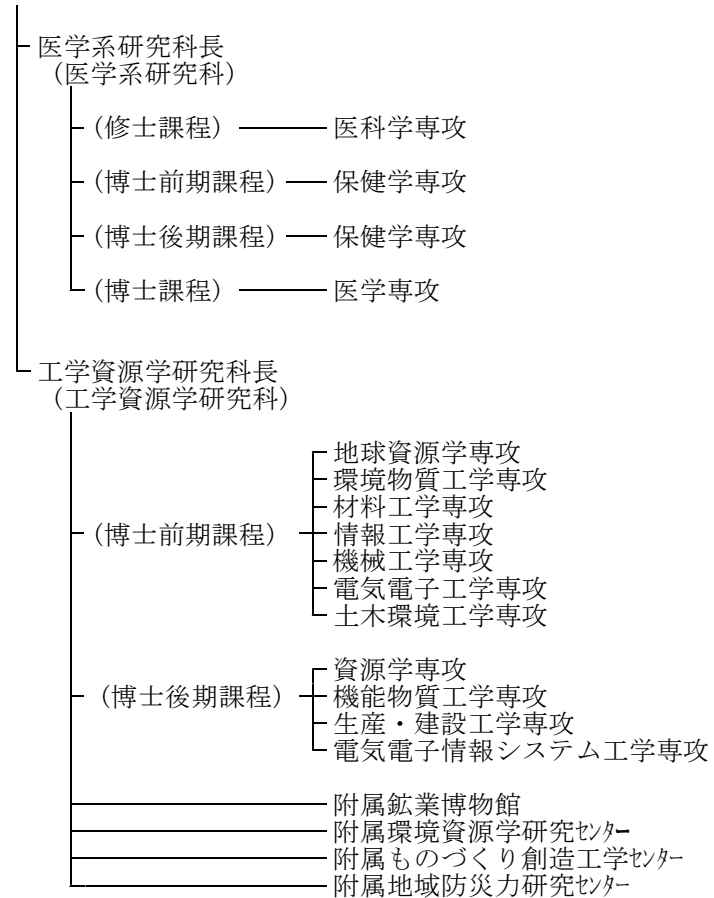 医学系研究科長
（医学系研究科）
（修士課程） 医科学専攻
（博士前期課程） 保健学専攻
（博士後期課程） 保健学専攻
（博士課程） 医学専攻
工学資源学研究科長
（工学資源学研究科）
地球資源学専攻
環境物質工学専攻
材料工学専攻
（博士前期課程） 情報工学専攻
機械工学専攻
電気電子工学専攻
土木環境工学専攻
資源学専攻
（博士後期課程） 機能物質工学専攻
生産・建設工学専攻
電気電子情報システム工学専攻
附属鉱業博物館
附属環境資源学研究ｾﾝﾀｰ
附属ものづくり創造工学ｾﾝﾀｰ
附属地域防災力研究ｾﾝﾀｰ